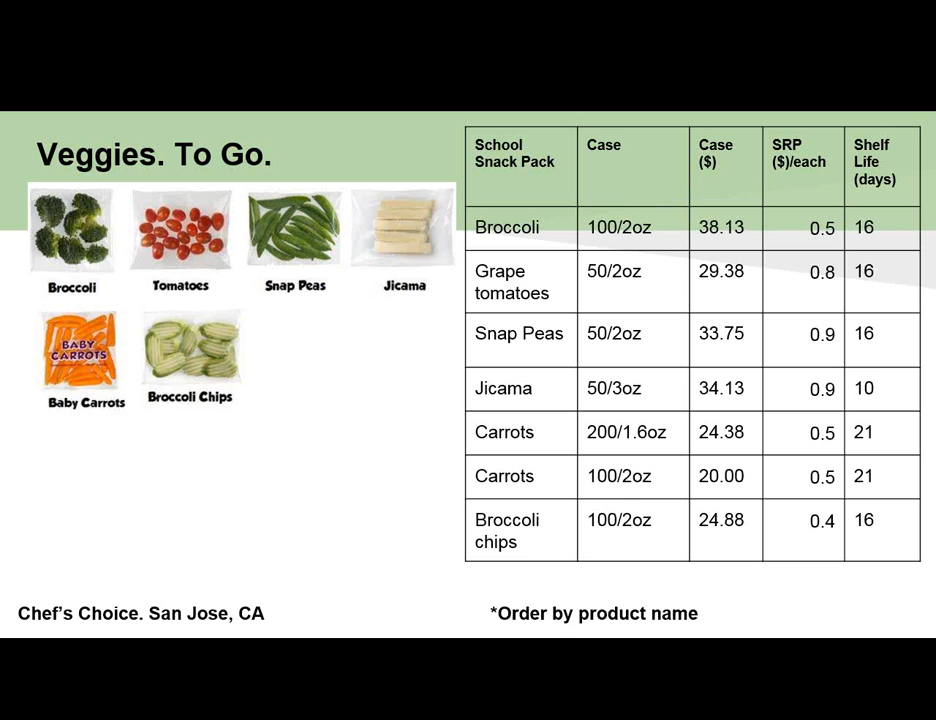 Veggies. To Go.
Broccoli
Tomatoes
Snap Peas
Jicama
BABY
CARROTS
Baby Carrots
Broccoli Chips
School Snack Pack | Case | Case ($) | SRP ($)/each | Shelf Life (days)
Broccoli | 100/2oz | 38.13 | 0.5 | 16
Grape tomatoes | 50/2oz | 29.38 | 0.8 | 16
Snap Peas | 50/2oz | 33.75 | 0.9 | 16
Jicama | 50/3oz | 34.13 | 0.9 | 10
Carrots | 200/1.6oz | 24.38 | 0.5 | 21
Carrots | 100/2oz | 20.00 | 0.5 | 21
Broccoli chips | 100/2oz | 24.88 | 0.4 | 16
Chef’s Choice. San Jose, CA
*Order by product name